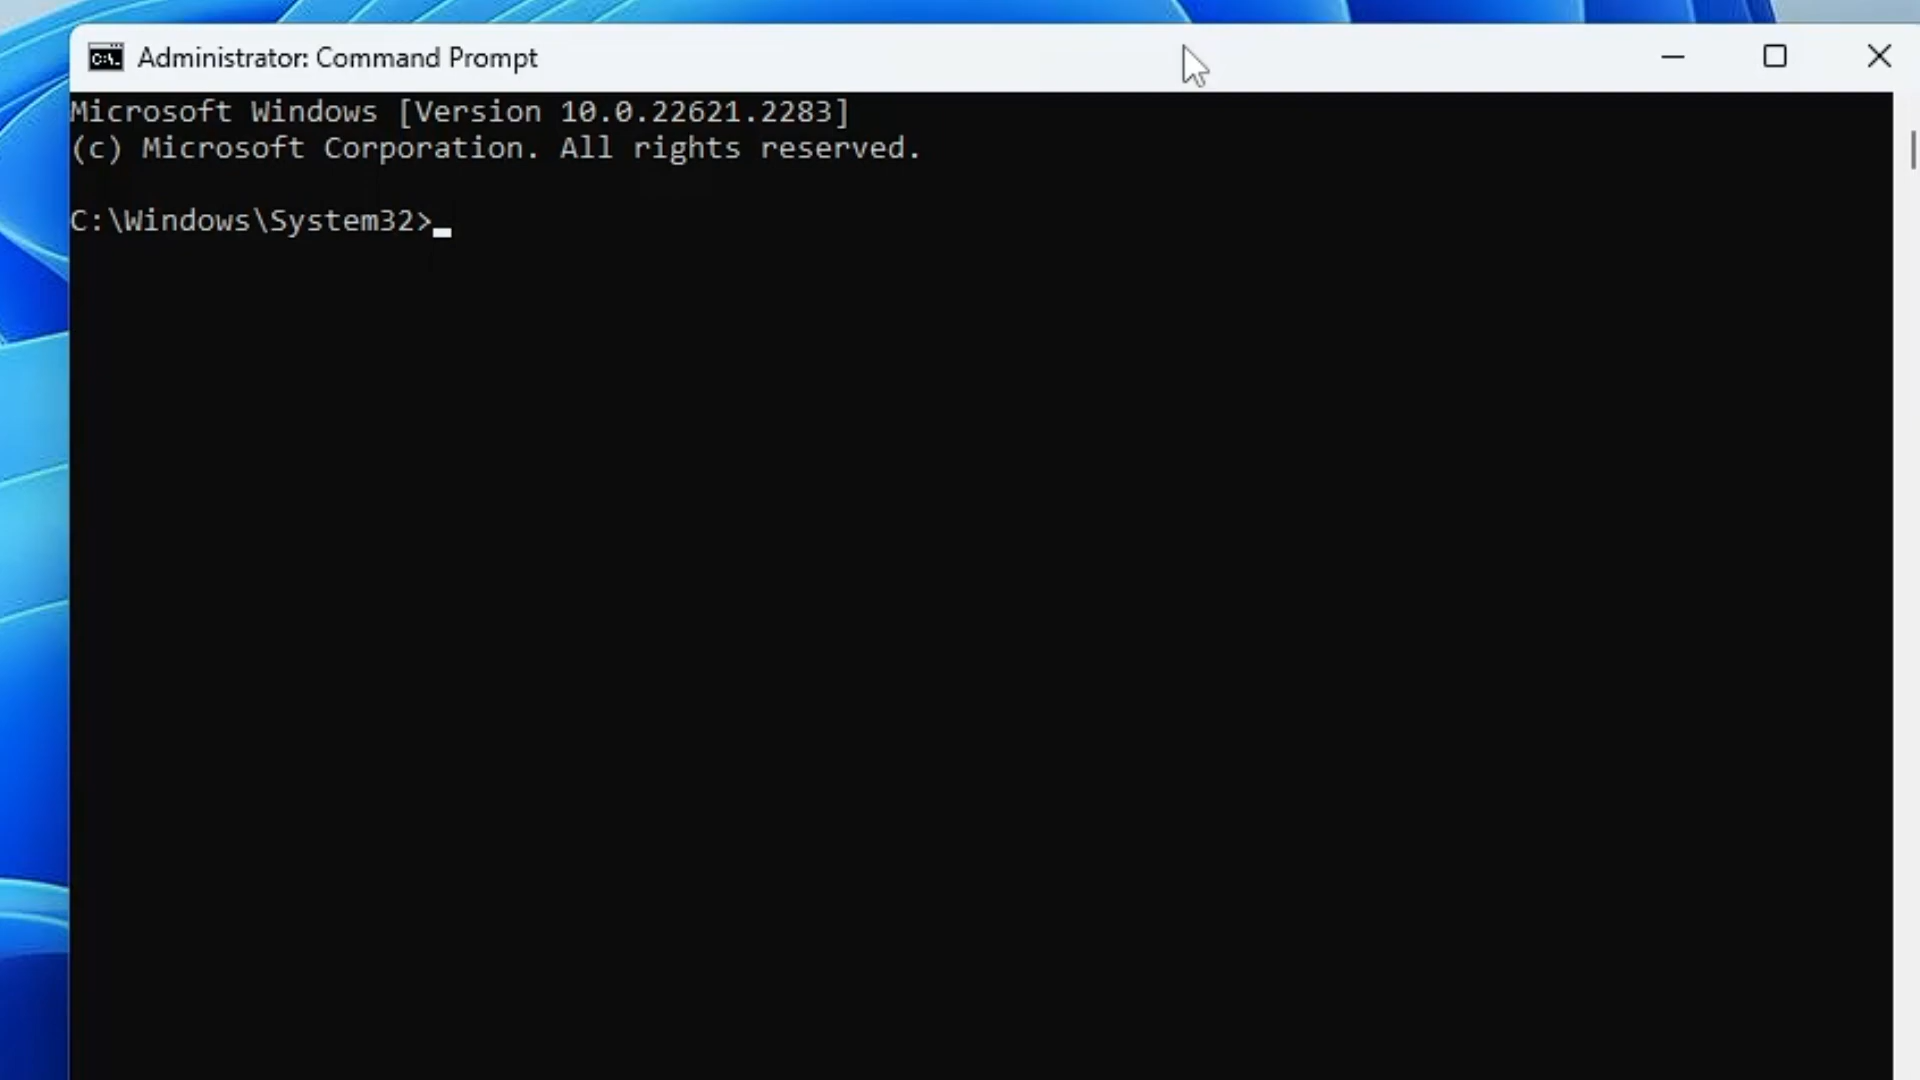 Administrator: Command Prompt
Microsoft Windows [Version 10.0.22621.2283]
(c) Microsoft Corporation. All rights reserved.
C:\Windows\System32>